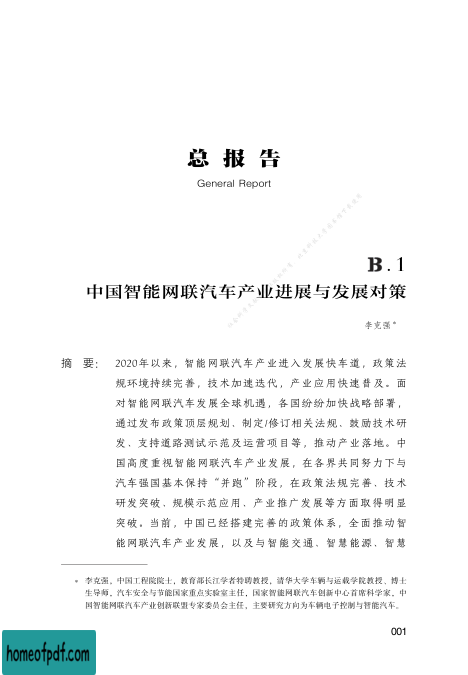 总 报 告
General Report
B.1
中国智能网联汽车产业进展与发展对策
李克强*
摘 要： 2020年以来，智能网联汽车产业进入发展快车道，政策法
规环境持续完善，技术加速迭代，产业应用快速普及。面
对智能网联汽车发展全球机遇，各国纷纷加快战略部署，
通过发布政策顶层规划、制定/修订相关法规、鼓励技术研
发、支持道路测试示范及运营项目等，推动产业落地。中
国高度重视智能网联汽车产业发展，在各界共同努力下与
汽车强国基本保持“并跑”阶段，在政策法规完善、技术
研发突破、规模示范应用、产业推广发展等方面取得明显
突破。当前，中国已经搭建完善的政策体系，全面推动智
能网联汽车产业发展，以及与智能交通、智慧能源、智慧
* 李克强，中国工程院院士，教育部长江学者特聘教授，清华大学车辆与运载学院教授、博士
生导师，汽车安全与节能国家重点实验室主任，国家智能网联汽车创新中心首席科学家，中
国智能网联汽车产业创新联盟专家委员会主任，主要研究方向为车辆电子控制与智能汽车。
001
homeofpdf.com